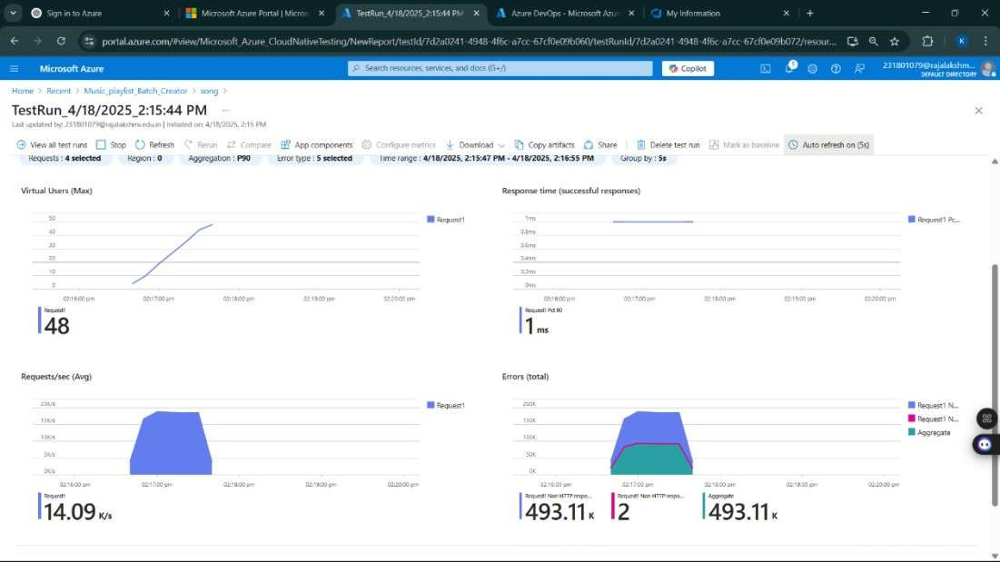 Sign in to Azure
Microsoft Azure Portal | Micros
TestRun_4/18/2025_2:15:44 PM
Azure DevOps - Microsoft Azure
My Information
portal.azure.com/#view/Microsoft_Azure_CloudNativeTesting/NewReport/testId/7d2a0241-4948-4f6c-a7cc-67cf0e09b060/testRunId/7d2a0241-4948-4f6c-a7cc-67cf0e09b072/resour...
K
Microsoft Azure
Search resources, services, and docs (G+/)
Copilot
5
231801079@rajalakshm...
DEFAULT DIRECTORY
Home > Recent > Music_playlist_Batch_Creator > song >
TestRun_4/18/2025_2:15:44 PM ...
Last updated by: 231801079@rajalakshmi.edu.in | Initiated on: 4/18/2025, 2:15 PM
View all test runs Stop Refresh Rerun Compare App components Configure metrics Download Copy artifacts Share Delete test run Mark as baseline Auto refresh on (5s)
Requests : 4 selected Region : 0 Aggregation : P90 Error type : 5 selected Time range : 4/18/2025, 2:15:47 PM - 4/18/2025, 2:16:55 PM Group by : 5s
Virtual Users (Max)
50
40
30
20
10
0
02:16:00 pm 02:17:00 pm 02:18:00 pm 02:19:00 pm 02:20:00 pm
Request1
Request1
48
Response time (successful responses)
1ms
0.8ms
0.6ms
0.4ms
0.2ms
0ms
02:16:00 pm 02:17:00 pm 02:18:00 pm 02:19:00 pm 02:20:00 pm
Request1 Pc...
Request1 Pct 90
1 ms
Requests/sec (Avg)
20K/s
15K/s
10K/s
5K/s
0K/s
02:16:00 pm 02:17:00 pm 02:18:00 pm 02:19:00 pm 02:20:00 pm
Request1
Request1
14.09 K/s
Errors (total)
200K
150K
100K
50K
0K
02:16:00 pm 02:17:00 pm 02:18:00 pm 02:19:00 pm 02:20:00 pm
Request1 N...
Request1 N...
Aggregate
Request1 Non HTTP respo...
493.11 K
Request1 Non HTTP respo...
2
Aggregate
493.11 K